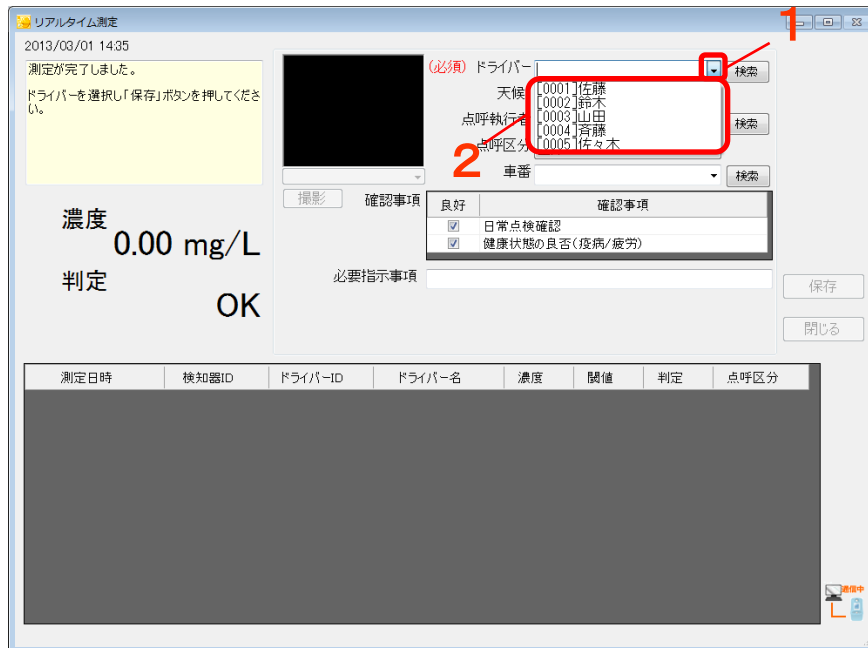 リアルタイム測定
1
2013/03/01 14:35
測定が完了しました。
ドライバーを選択し「保存」ボタンを押してくださ
い。
(必須) ドライバー 検索
[0001]佐藤
[0002]鈴木
[0003]山田
[0004]斉藤
[0005]佐々木
天候
点呼執行者 検索
点呼区分
2
車番 検索
撮影 確認事項
良好 確認事項
日常点検確認
健康状態の良否(疫病/疲労)
必要指示事項
濃度
0.00 mg/L
判定
OK
保存
閉じる
測定日時 検知器ID ドライバーID ドライバー名 濃度 閾値 判定 点呼区分
通信中